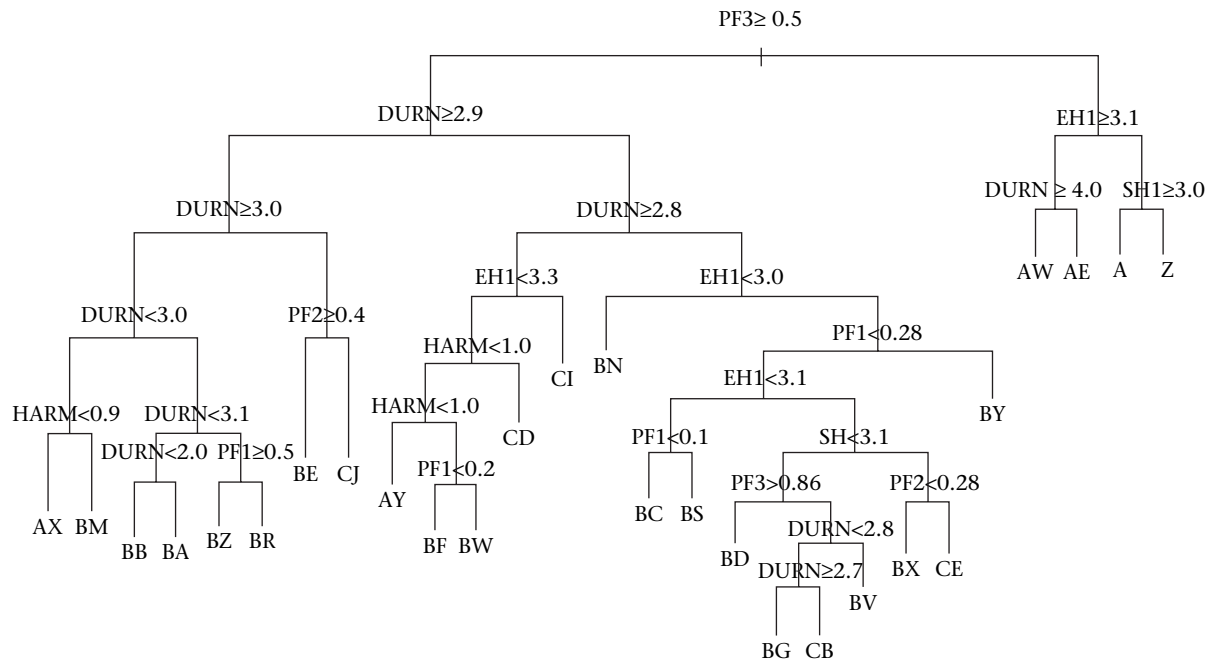 PF3≥ 0.5
DURN≥2.9
EH1≥3.1
DURN≥3.0
DURN≥2.8
DURN ≥ 4.0
SH1≥3.0
AW
AE
A
Z
EH1<3.3
EH1<3.0
DURN<3.0
PF2≥0.4
PF1<0.28
HARM<1.0
CI
BN
EH1<3.1
HARM<0.9
DURN<3.1
HARM<1.0
BY
CD
PF1<0.1
SH<3.1
DURN<2.0
PF1≥0.5
BE
CJ
PF1<0.2
AY
PF3>0.86
PF2<0.28
AX
BM
BC
BS
DURN<2.8
BZ
BR
BF
BW
BB
BA
BD
BX
CE
DURN≥2.7
BV
BG
CB